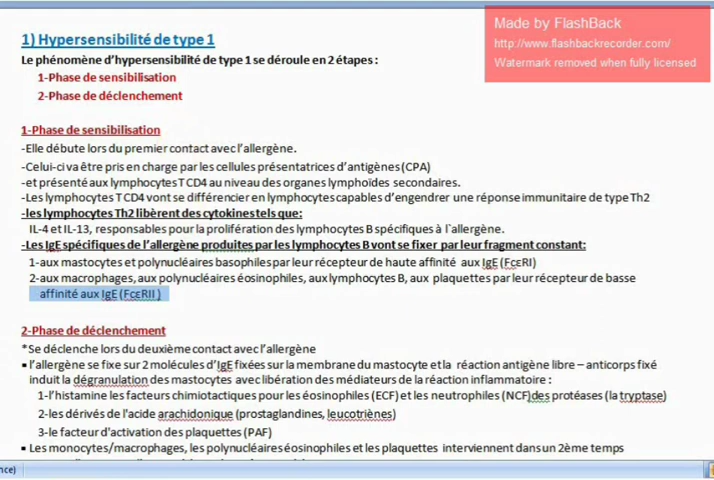 Made by FlashBack
http://www.flashbackrecorder.com/
Watermark removed when fully licensed
1) Hypersensibilité de type 1
Le phénomène d'hypersensibilité de type 1 se déroule en 2 étapes :
1-Phase de sensibilisation
2-Phase de déclenchement
1-Phase de sensibilisation
-Elle débute lors du premier contact avec l'allergène.
-Celui-ci va être pris en charge par les cellules présentatrices d'antigènes (CPA)
-et présenté aux lymphocytes T CD4 au niveau des organes lymphoïdes secondaires.
-Les lymphocytes T CD4 vont se différencier en lymphocytes capables d'engendrer une réponse immunitaire de type Th2
-les lymphocytes Th2 libèrent des cytokines tels que:
IL-4 et IL-13, responsables pour la prolifération des lymphocytes B spécifiques à l`allergène.
-Les IgE spécifiques de l'allergène produites par les lymphocytes B vont se fixer par leur fragment constant:
1-aux mastocytes et polynucléaires basophiles par leur récepteur de haute affinité aux IgE (FcεRI)
2-aux macrophages, aux polynucléaires éosinophiles, aux lymphocytes B, aux plaquettes par leur récepteur de basse
affinité aux IgE (FcεRII )
2-Phase de déclenchement
*Se déclenche lors du deuxième contact avec l'allergène
▪ l'allergène se fixe sur 2 molécules d'IgE fixées sur la membrane du mastocyte et la réaction antigène libre – anticorps fixé
induit la dégranulation des mastocytes avec libération des médiateurs de la réaction inflammatoire :
1-l'histamine les facteurs chimiotactiques pour les éosinophiles (ECF) et les neutrophiles (NCF)des protéases (la tryptase)
2-les dérivés de l'acide arachidonique (prostaglandines, leucotriènes)
3-le facteur d'activation des plaquettes (PAF)
▪ Les monocytes/macrophages, les polynucléaires éosinophiles et les plaquettes interviennent dans un 2ème temps
nce)